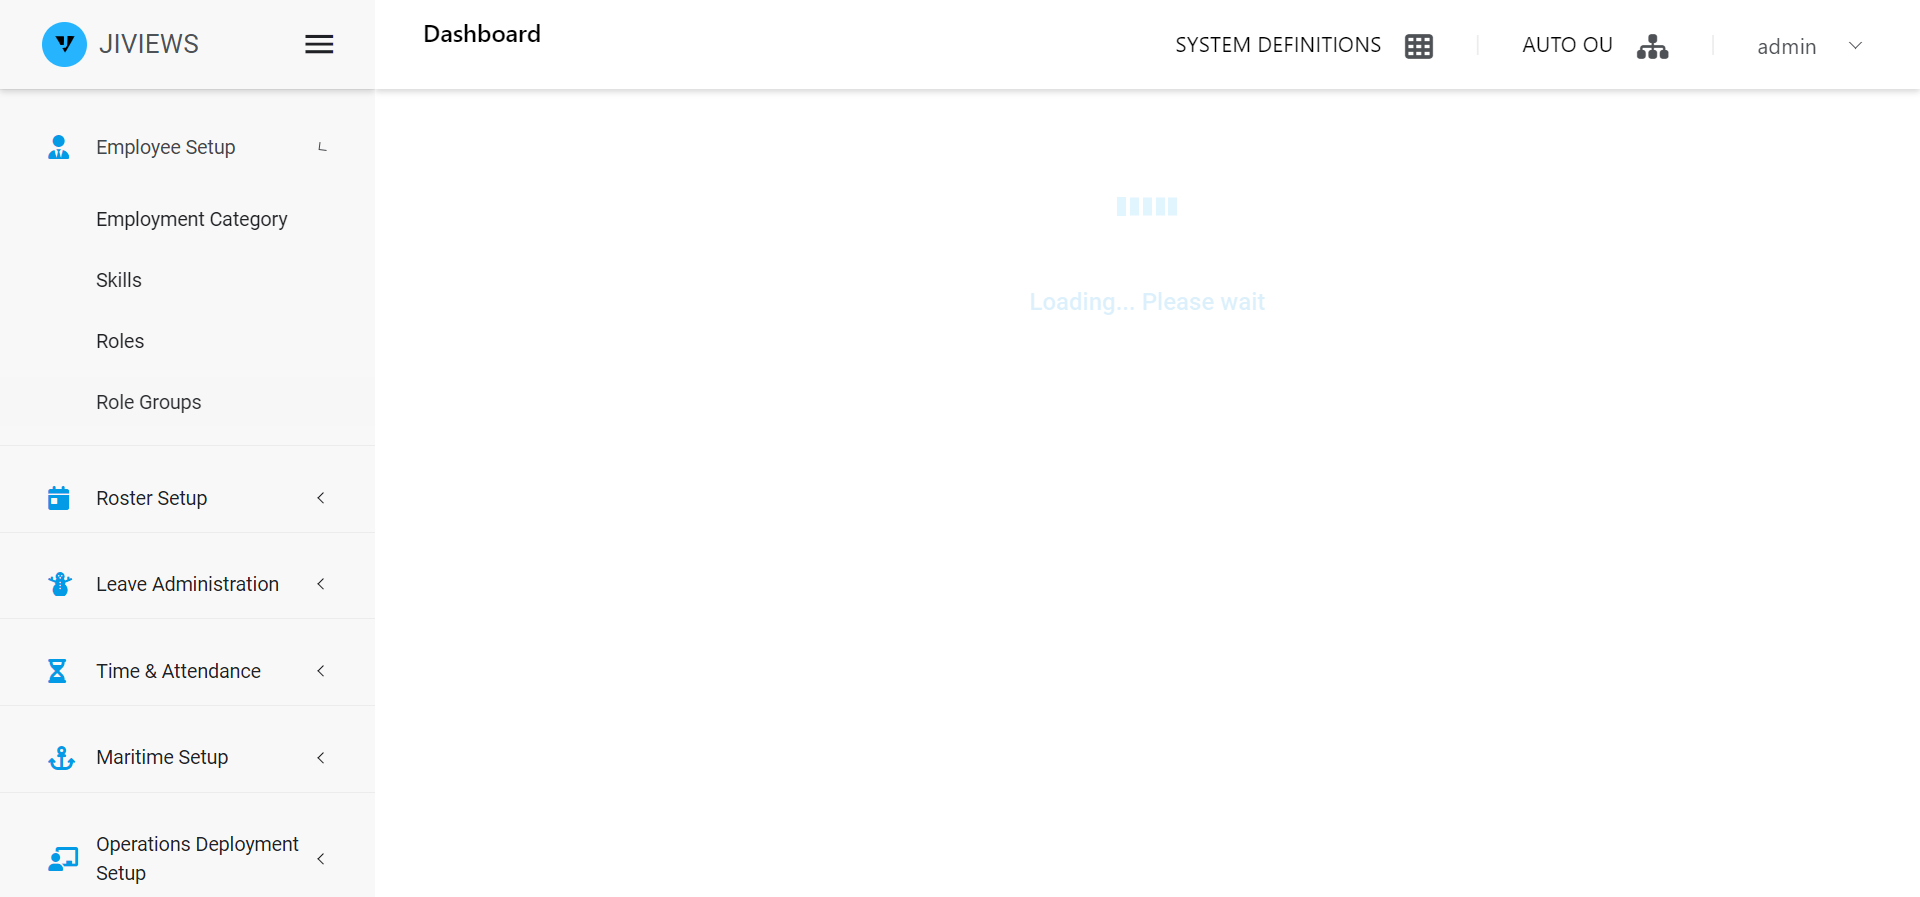 JIVIEWS
Dashboard
SYSTEM DEFINITIONS
AUTO OU
admin
Employee Setup
Employment Category
Skills
Roles
Role Groups
Roster Setup
Leave Administration
Time & Attendance
Maritime Setup
Operations Deployment
Setup
Loading... Please wait